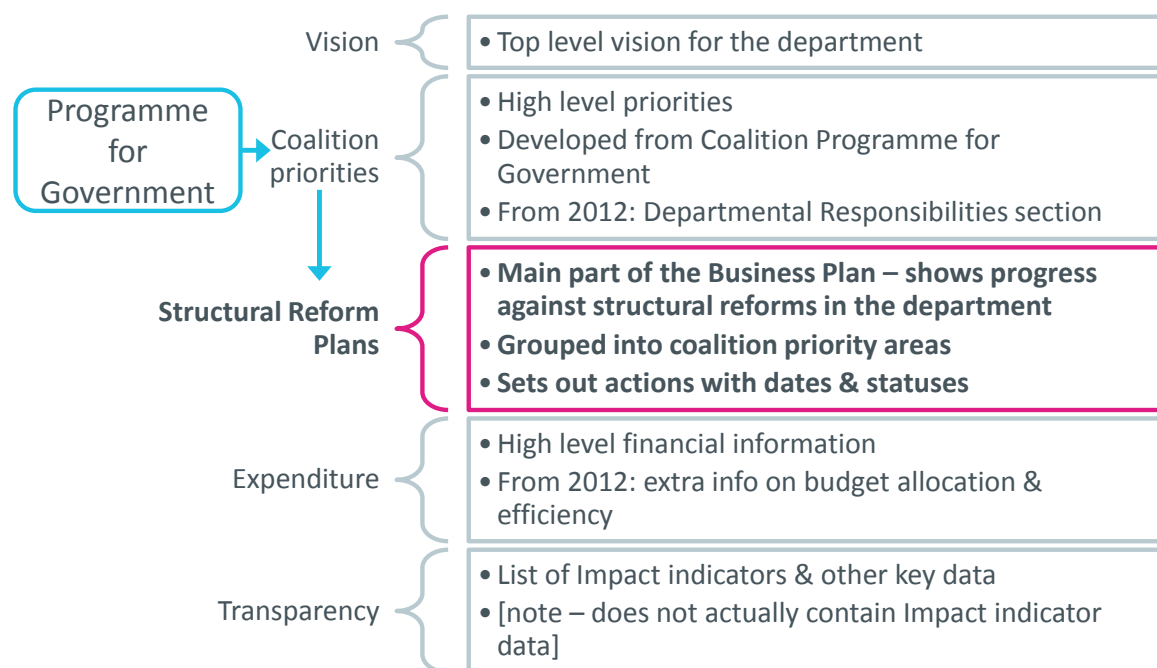 Vision
• Top level vision for the department
Programme
for
Government
Coalition
priorities
• High level priorities
• Developed from Coalition Programme for
Government
• From 2012: Departmental Responsibilities section
Structural Reform
Plans
• Main part of the Business Plan – shows progress
against structural reforms in the department
• Grouped into coalition priority areas
• Sets out actions with dates & statuses
Expenditure
• High level financial information
• From 2012: extra info on budget allocation &
efficiency
Transparency
• List of Impact indicators & other key data
• [note – does not actually contain Impact indicator
data]